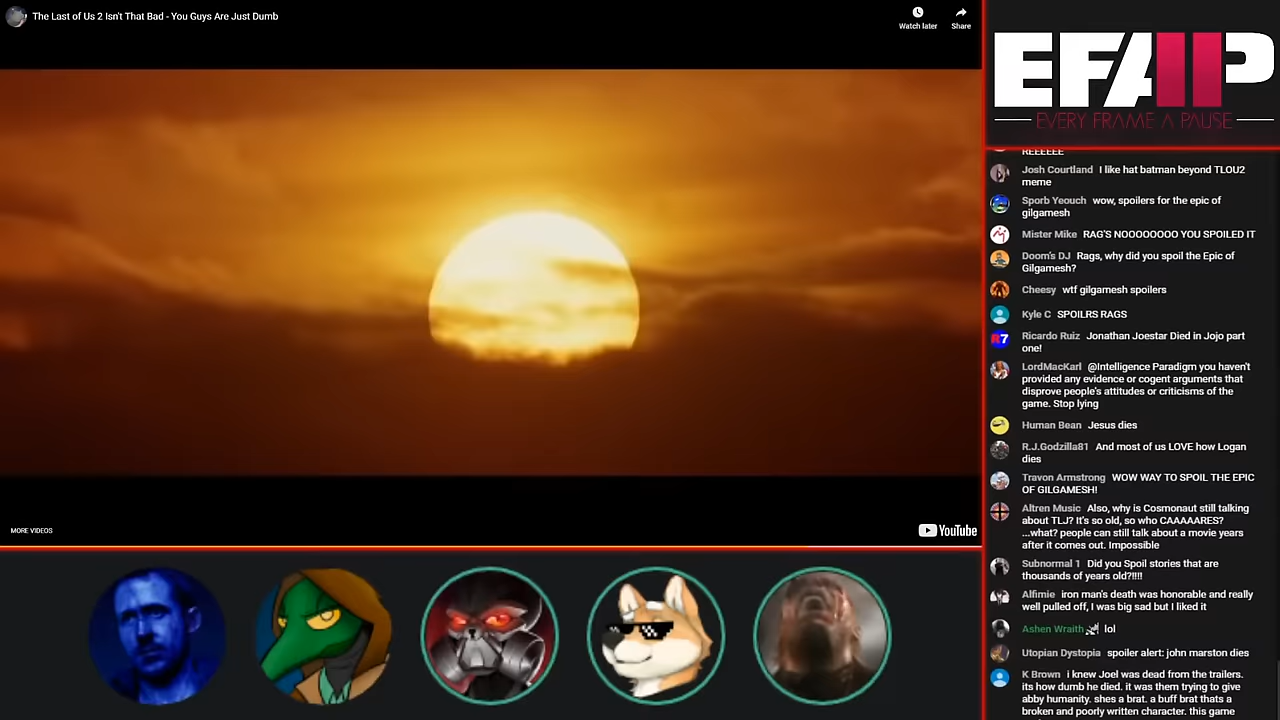 The Last of Us 2 Isn't That Bad - You Guys Are Just Dumb
Watch later
Share
EFAP
EVERY FRAME A PAUSE
REEEEEE
Josh Courtland I like hat batman beyond TLOU2
meme
Sporb Yeouch wow, spoilers for the epic of
gilgamesh
Mister Mike RAG'S NOOOOOOOO YOU SPOILED IT
Doom's DJ Rags, why did you spoil the Epic of
Gilgamesh?
Cheesy wtf gilgamesh spoilers
Kyle C SPOILRS RAGS
R7
Ricardo Ruiz Jonathan Joestar Died in Jojo part
one!
LordMacKarl @Intelligence Paradigm you haven't
provided any evidence or cogent arguments that
disprove people's attitudes or criticisms of the
game. Stop lying
Human Bean Jesus dies
R.J.Godzilla81 And most of us LOVE how Logan
dies
Travon Armstrong WOW WAY TO SPOIL THE EPIC
OF GILGAMESH!
Altren Music Also, why is Cosmonaut still talking
about TLJ? It's so old, so who CAAAAARES?
...what? people can still talk about a movie years
after it comes out. Impossible
Subnormal 1 Did you Spoil stories that are
thousands of years old?!!!!
Alfimie iron man's death was honorable and really
well pulled off, I was big sad but I liked it
Ashen Wraith lol
Utopian Dystopia spoiler alert: john marston dies
K Brown i knew Joel was dead from the trailers.
its how dumb he died. it was them trying to give
abby humanity. shes a brat. a buff brat thats a
broken and poorly written character. this game
MORE VIDEOS
YouTube